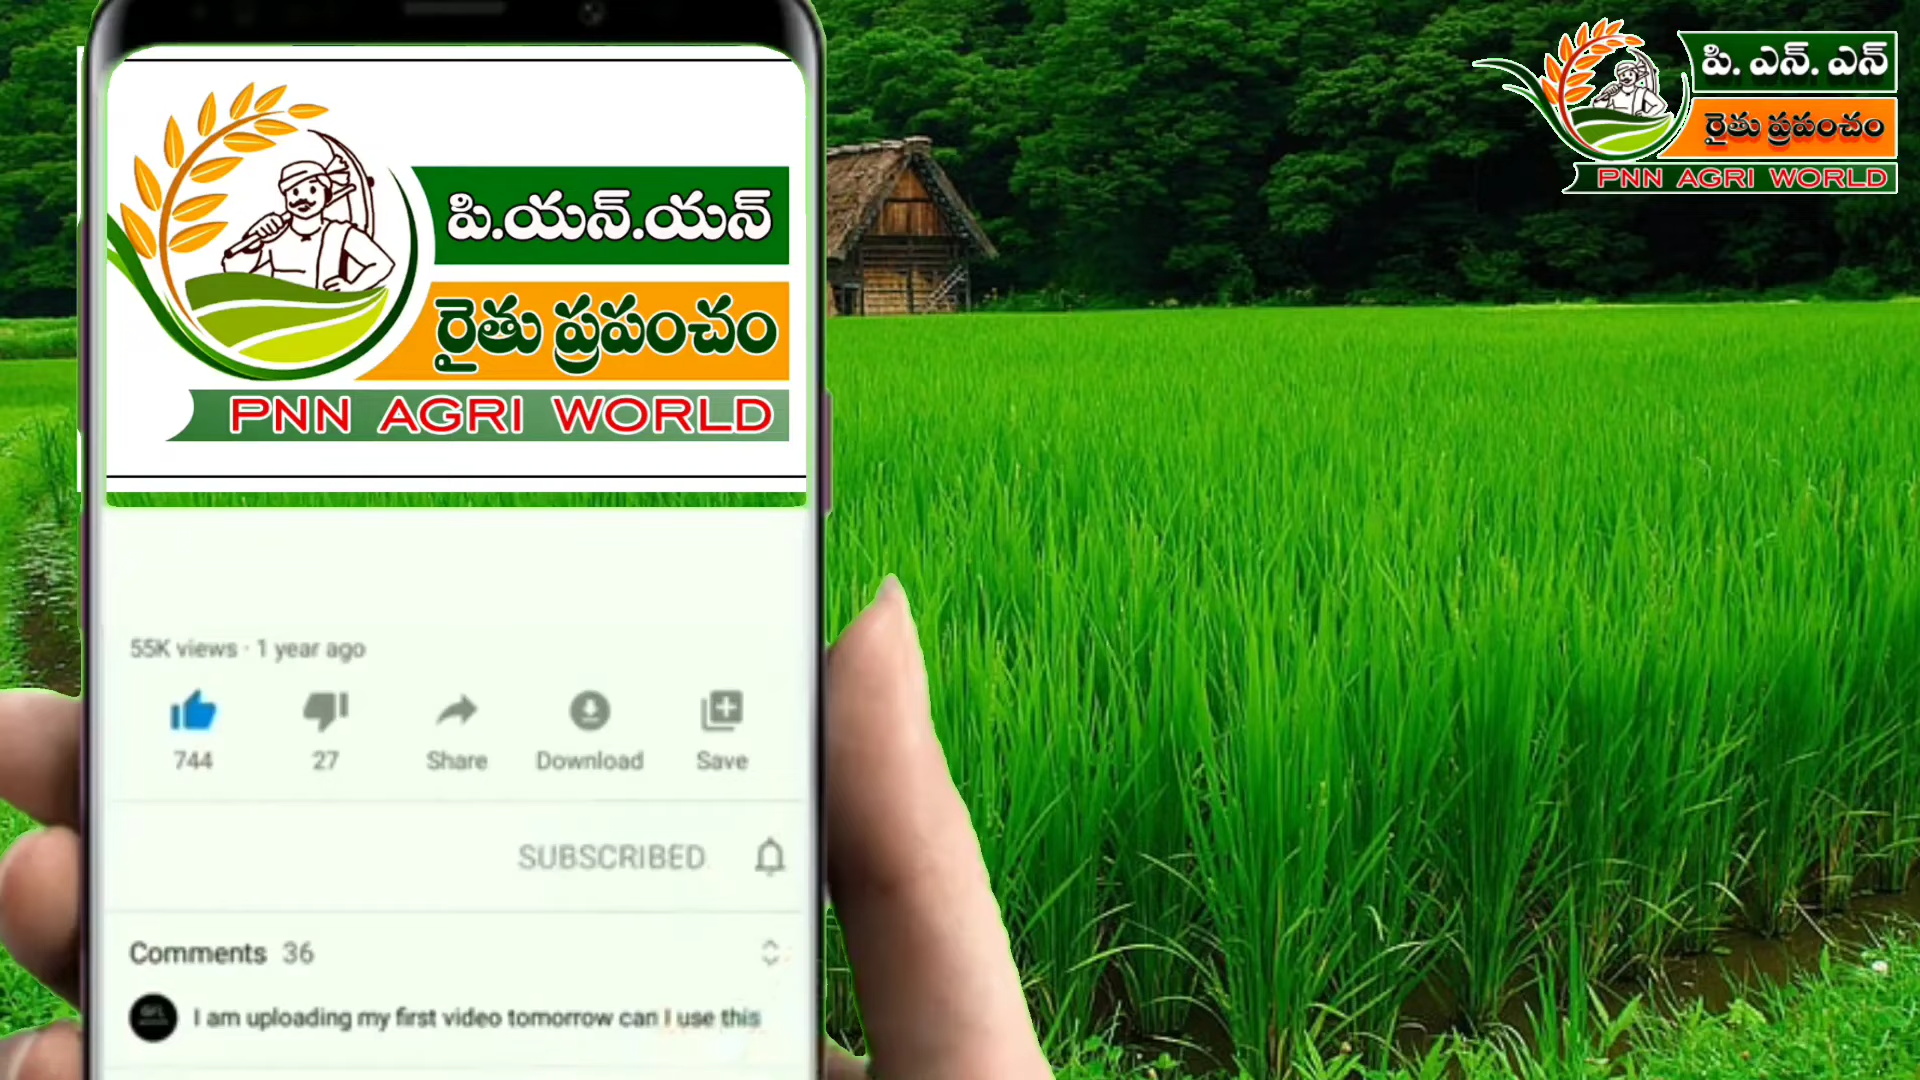 పి.యన్.యన్
రైతు ప్రపంచం
PNN AGRI WORLD
55K views · 1 year ago
744
27
Share
Download
Save
SUBSCRIBED
Comments 36
I am uploading my first video tomorrow can I use this
పి. ఎన్. ఎన్
రైతు ప్రపంచం
PNN AGRI WORLD